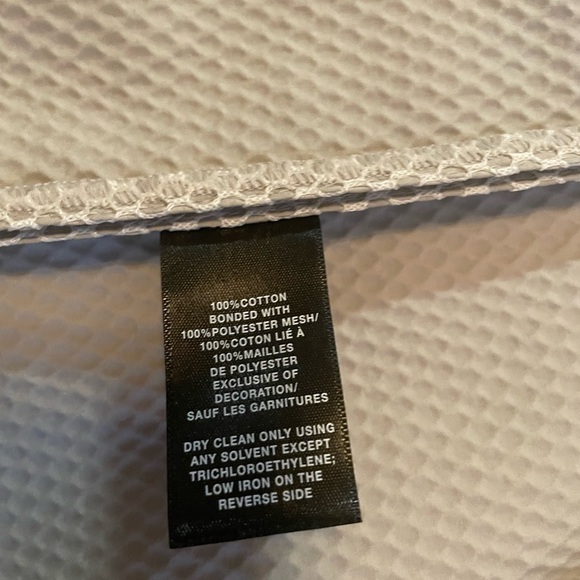 100%COTTON
BONDED WITH
100%POLYESTER MESH/
100%COTON LIÉ À
100%MAILLES
DE POLYESTER
EXCLUSIVE OF
DECORATION/
SAUF LES GARNITURES
DRY CLEAN ONLY USING
ANY SOLVENT EXCEPT
TRICHLOROETHYLENE;
LOW IRON ON THE
REVERSE SIDE